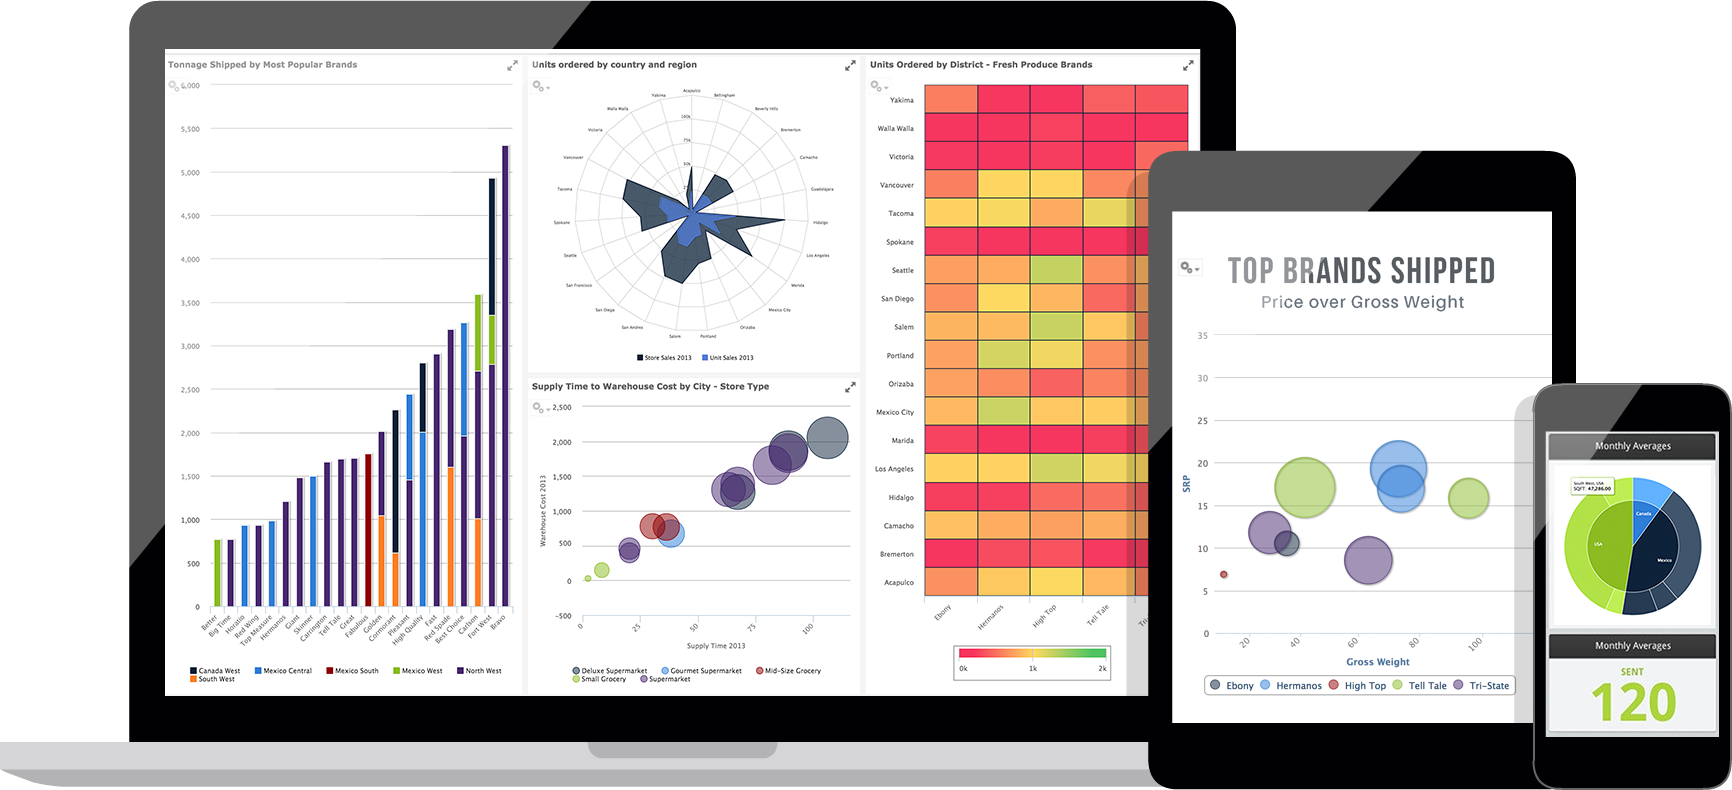 Tonnage Shipped by Most Popular Brands
6,000
5,500
5,000
4,500
4,000
3,500
3,000
2,500
2,000
1,500
1,000
500
0
Better
Big Time
Horatio
Red Wing
Top Measure
Hermanos
Giant
Skinner
Carrington
Tell Tale
Great
Fabulous
Golden
Cormorant
Pleasant
High Quality
Fast
Red Spade
Best Choice
Carlson
Fort West
Bravo
Canada West
Mexico Central
Mexico South
Mexico West
North West
South West
Units ordered by country and region
Acapulco
Bellingham
Beverly Hills
Bremerton
Camacho
Guadalajara
Hidalgo
Los Angeles
Merida
Mexico City
Orizaba
Portland
Salem
San Andres
San Diego
San Francisco
Seattle
Spokane
Tacoma
Vancouver
Victoria
Walla Walla
Yakima
100k
75k
50k
Store Sales 2013
Unit Sales 2013
Supply Time to Warehouse Cost by City - Store Type
Warehouse Cost 2013
2,500
2,000
1,500
1,000
500
0
-500
0
25
50
75
100
Supply Time 2013
Deluxe Supermarket
Gourmet Supermarket
Mid-Size Grocery
Small Grocery
Supermarket
Units Ordered by District - Fresh Produce Brands
Yakima
Walla Walla
Victoria
Vancouver
Tacoma
Spokane
Seattle
San Diego
Salem
Portland
Orizaba
Mexico City
Marida
Los Angeles
Hidalgo
Camacho
Bremerton
Acapulco
Ebony
Hermanos
High Top
Tell Tale
Tri-
0k
1k
2k
TOP BRANDS SHIPPED
Price over Gross Weight
SRP
35
30
25
20
15
10
5
0
20
40
60
80
100
Gross Weight
Ebony
Hermanos
High Top
Tell Tale
Tri-State
Monthly Averages
South West, USA
SQFT: 47,286.00
Canada
USA
Mexico
Monthly Averages
SENT
120